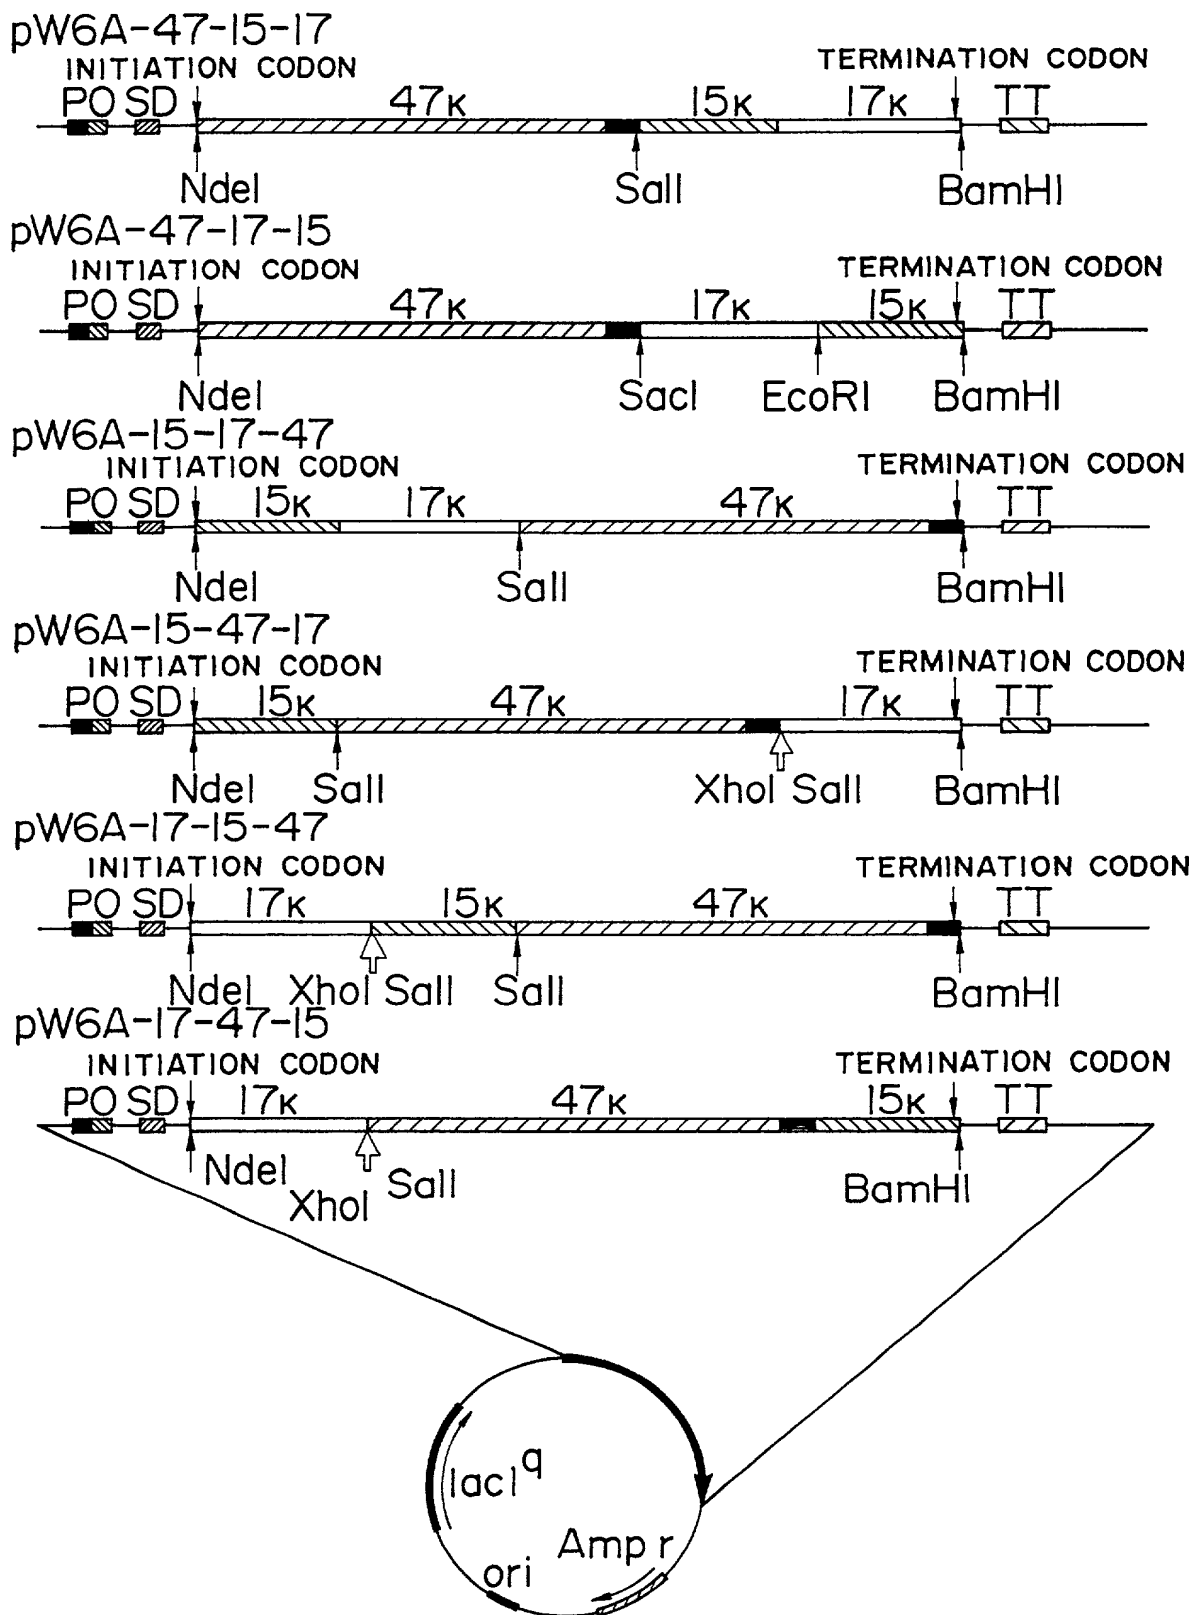 pW6A-47-15-17
INITIATION CODON TERMINATION CODON
PO SD 47K 15K 17K TT
NdeI SalI BamHI
pW6A-47-17-15
INITIATION CODON TERMINATION CODON
PO SD 47K 17K 15K TT
NdeI SacI EcoRI BamHI
pW6A-15-17-47
INITIATION CODON TERMINATION CODON
PO SD 15K 17K 47K TT
NdeI SalI BamHI
pW6A-15-47-17
INITIATION CODON TERMINATION CODON
PO SD 15K 47K 17K TT
NdeI SalI XhoI SalI BamHI
pW6A-17-15-47
INITIATION CODON TERMINATION CODON
PO SD 17K 15K 47K TT
NdeI XhoI SalI SalI BamHI
pW6A-17-47-15
INITIATION CODON TERMINATION CODON
PO SD 17K 47K 15K TT
NdeI XhoI SalI BamHI
lacI^q
Amp r
ori